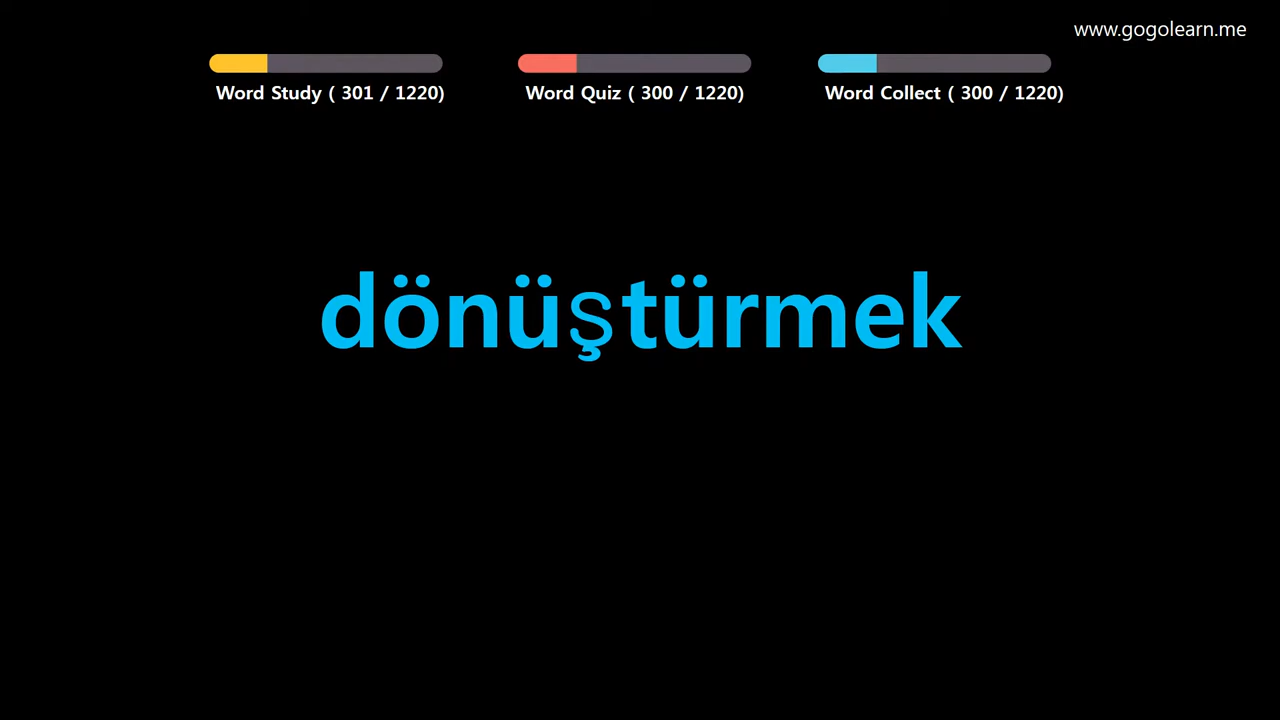 www.gogolearn.me
Word Study ( 301 / 1220)
Word Quiz ( 300 / 1220)
Word Collect ( 300 / 1220)
dönüştürmek